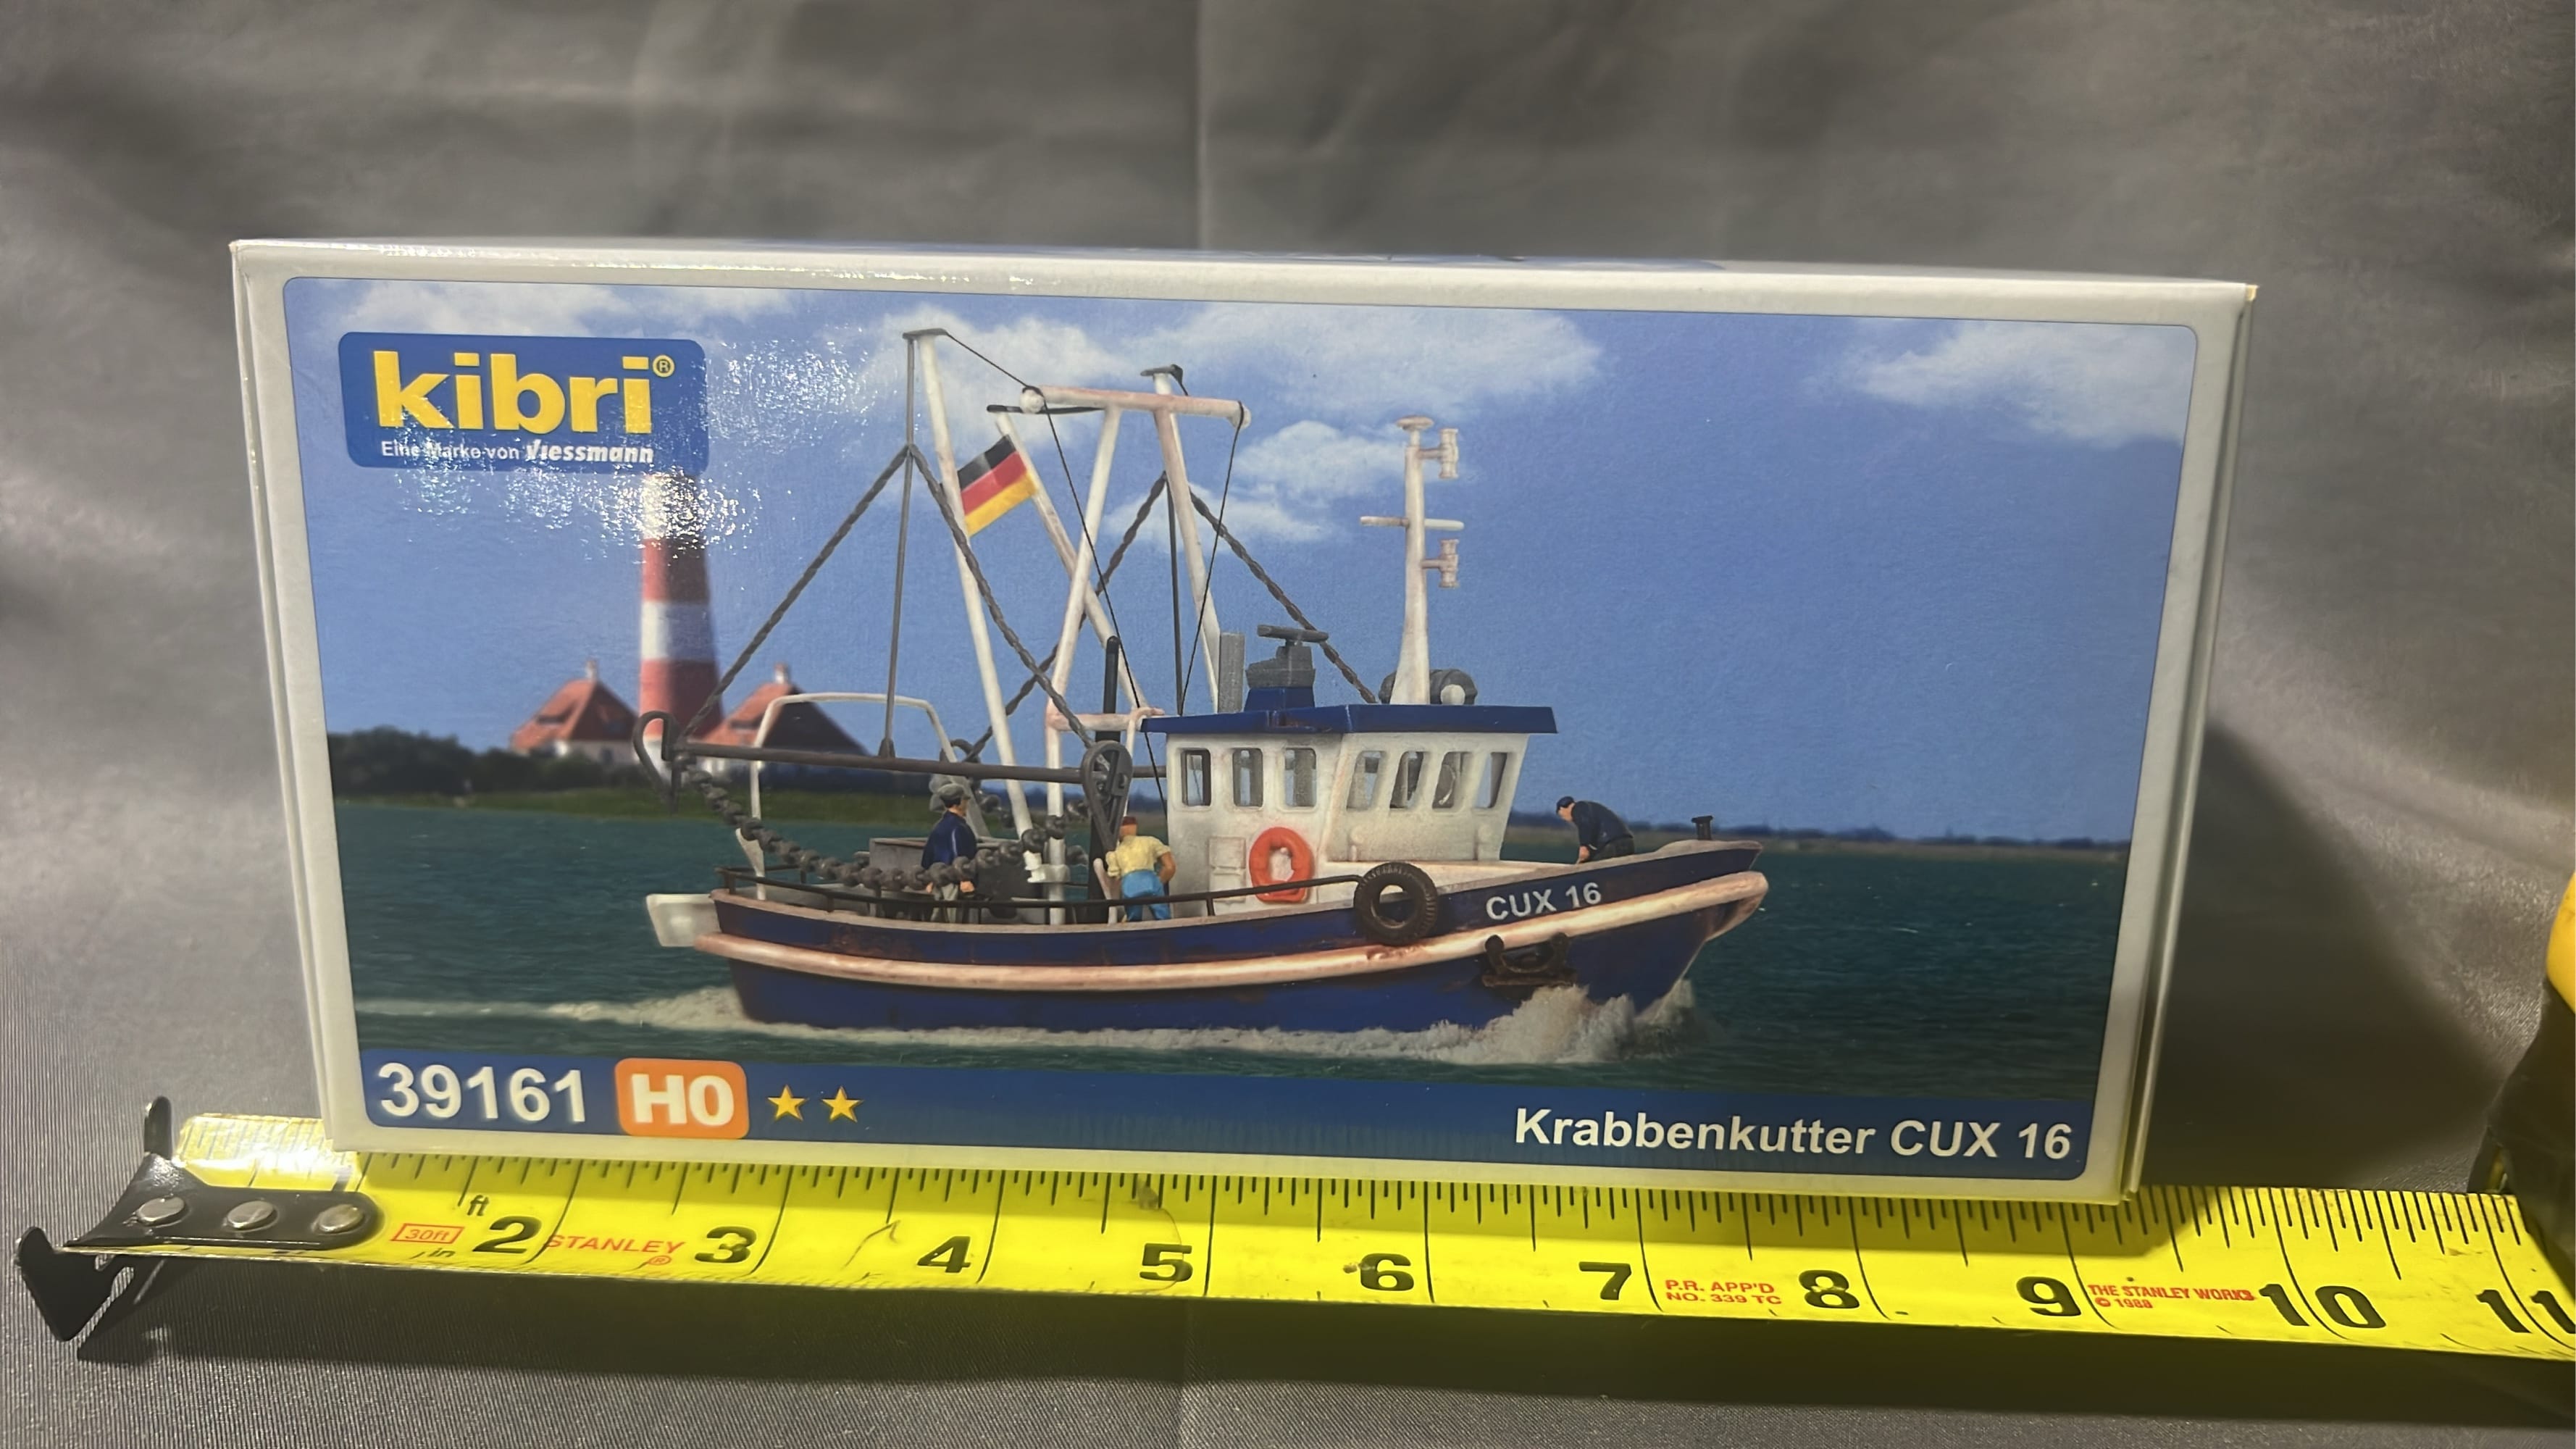 kibri®
Eine Marke von Viessmann
CUX 16
39161 H0
Krabbenkutter CUX 16
ft
30ft in 2 STANLEY® 3 4 5 6 7 P.R. APP'D 8 9 THE STANLEY WORKS 10 11
NO. 339 TC © 1988